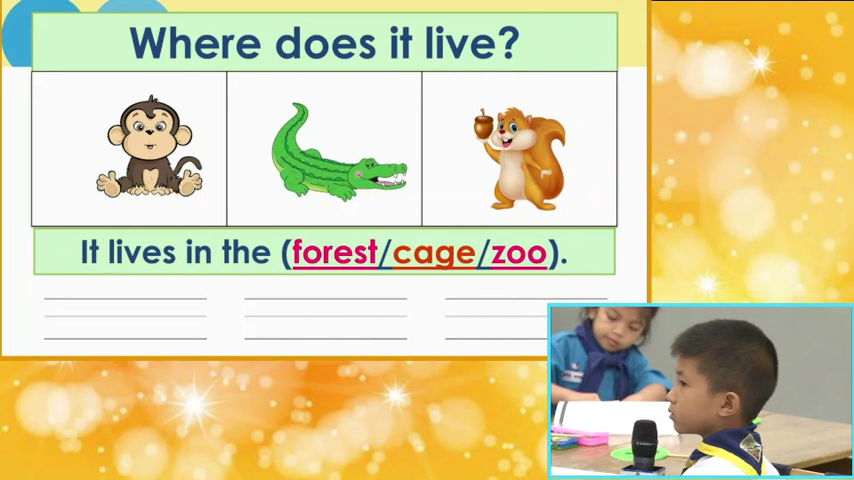 Where does it live?
It lives in the (forest/cage/zoo).